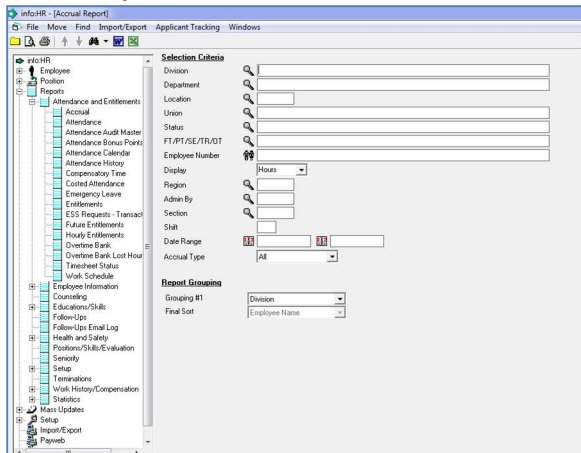 info:HR - [Accrual Report]
File Move Find Import/Export Applicant Tracking Windows
info:HR
Employee
Position
Reports
Attendance and Entitlements
Accrual
Attendance
Attendance Audit Master
Attendance Bonus Points
Attendance Calendar
Attendance History
Compensatory Time
Costed Attendance
Emergency Leave
Entitlements
ESS Requests - Transact
Future Entitlements
Hourly Entitlements
Overtime Bank
Overtime Bank Lost Hour
Timesheet Status
Work Schedule
Employee Information
Counseling
Educations/Skills
Follow-Ups
Follow-Ups Email Log
Health and Safety
Positions/Skills/Evaluation
Seniority
Setup
Terminations
Work History/Compensation
Statistics
Mass Updates
Setup
Import/Export
Payweb
Selection Criteria
Division
Department
Location
Union
Status
FT/PT/SE/TR/OT
Employee Number
Display Hours
Region
Admin By
Section
Shift
Date Range
Accrual Type All
Report Grouping
Grouping #1 Division
Final Sort Employee Name